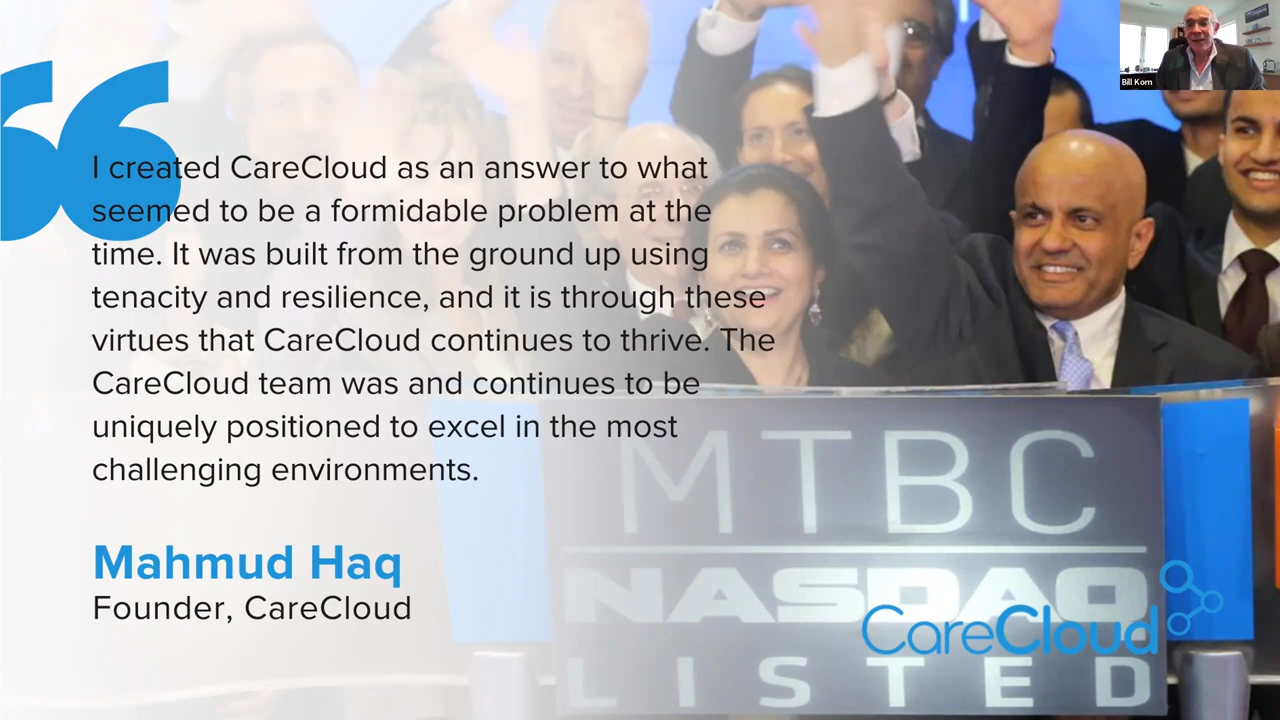 Bill Korn
I created CareCloud as an answer to what
seemed to be a formidable problem at the
time. It was built from the ground up using
tenacity and resilience, and it is through these
virtues that CareCloud continues to thrive. The
CareCloud team was and continues to be
uniquely positioned to excel in the most
challenging environments.
Mahmud Haq
Founder, CareCloud
MTBC
NASDAQ
LISTED
CareCloud